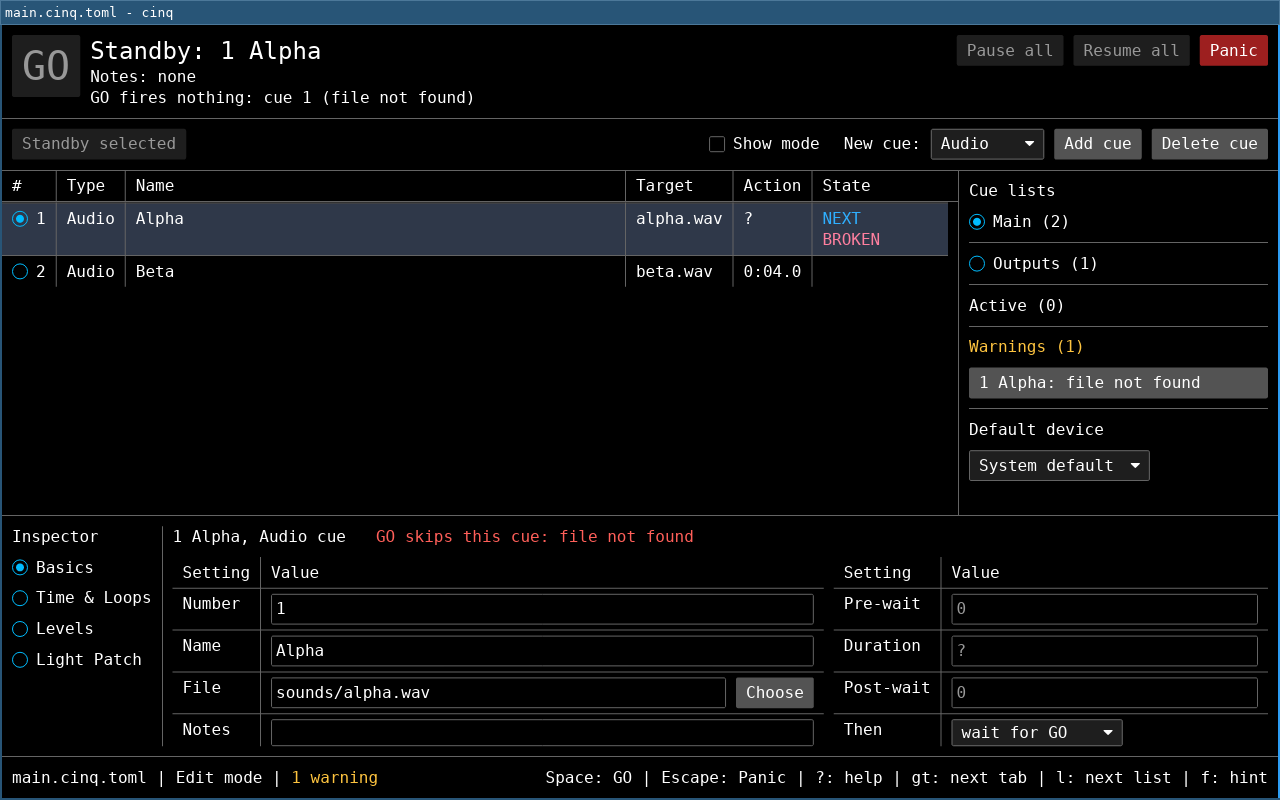 main.cinq.toml - cinq
GO
Standby: 1 Alpha
Notes: none
GO fires nothing: cue 1 (file not found)
Pause all
Resume all
Panic
Standby selected
Show mode
New cue:
Audio
Add cue
Delete cue
# Type Name Target Action State
1 Audio Alpha alpha.wav ? NEXT
BROKEN
2 Audio Beta beta.wav 0:04.0
Cue lists
Main (2)
Outputs (1)
Active (0)
Warnings (1)
1 Alpha: file not found
Default device
System default
Inspector
Basics
Time & Loops
Levels
Light Patch
1 Alpha, Audio cue GO skips this cue: file not found
Setting Value
Number 1
Name Alpha
File sounds/alpha.wav Choose
Notes
Setting Value
Pre-wait 0
Duration ?
Post-wait 0
Then wait for GO
main.cinq.toml | Edit mode | 1 warning
Space: GO | Escape: Panic | ?: help | gt: next tab | l: next list | f: hint